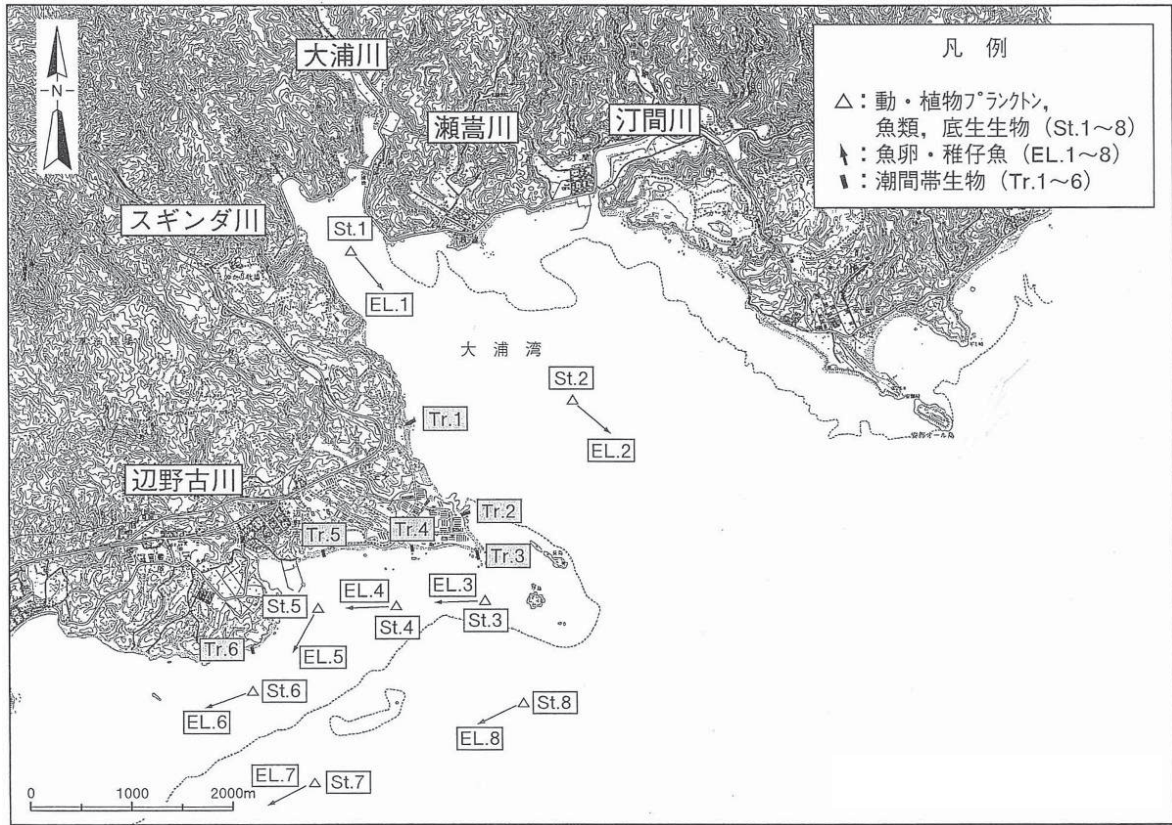 N
大浦川
瀬嵩川
汀間川
スギンダ川
辺野古川
凡 例
△：動・植物プランクトン，
魚類，底生生物（St.1～8）
：魚卵・稚仔魚（EL.1～8）
：潮間帯生物（Tr.1～6）
St.1
EL.1
大 浦 湾
St.2
EL.2
Tr.1
Tr.2
Tr.3
Tr.4
Tr.5
EL.3
St.3
EL.4
St.4
St.5
EL.5
Tr.6
St.6
EL.6
St.8
EL.8
EL.7
St.7
0 1000 2000m